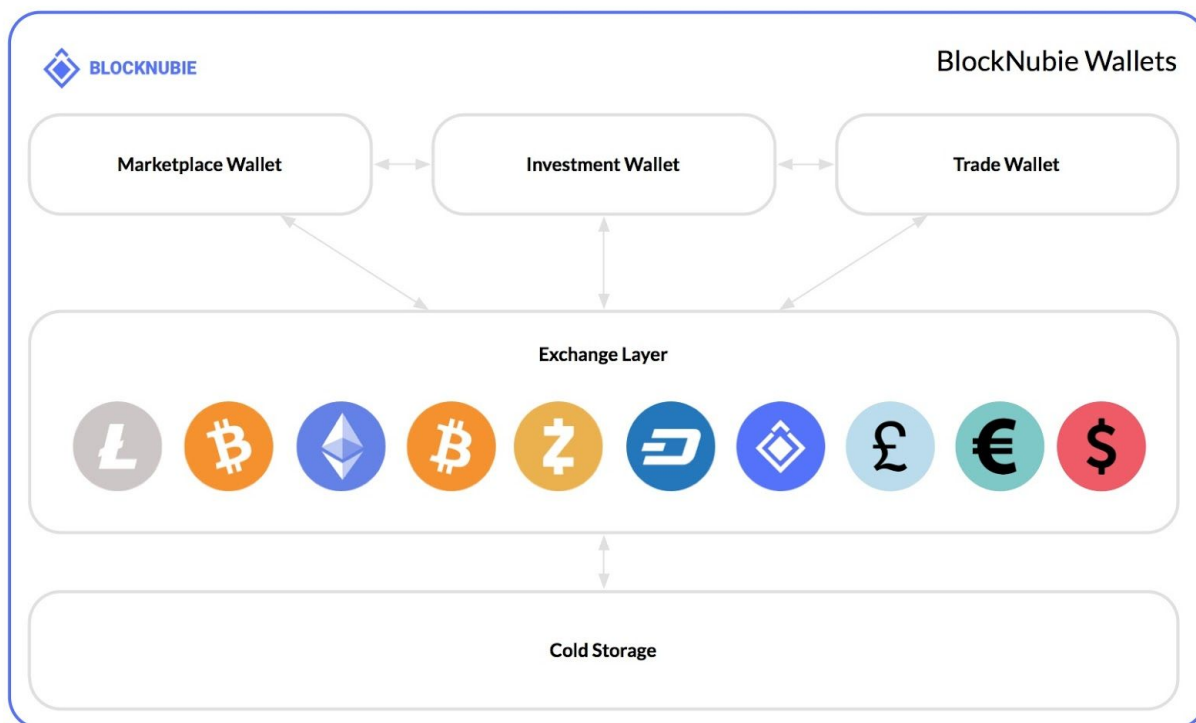 BLOCKNUBIE
BlockNubie Wallets
Marketplace Wallet
Investment Wallet
Trade Wallet
Exchange Layer
£
€
$
Cold Storage